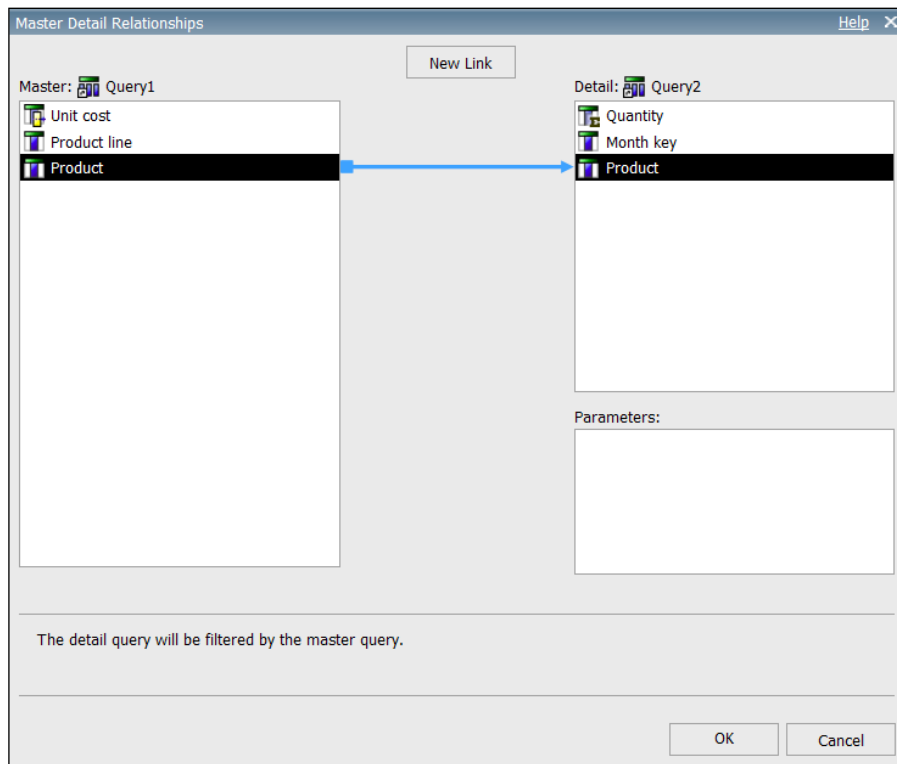 Master Detail Relationships Help
New Link
Master: Query1
Unit cost
Product line
Product
Detail: Query2
Quantity
Month key
Product
Parameters:
The detail query will be filtered by the master query.
OK Cancel